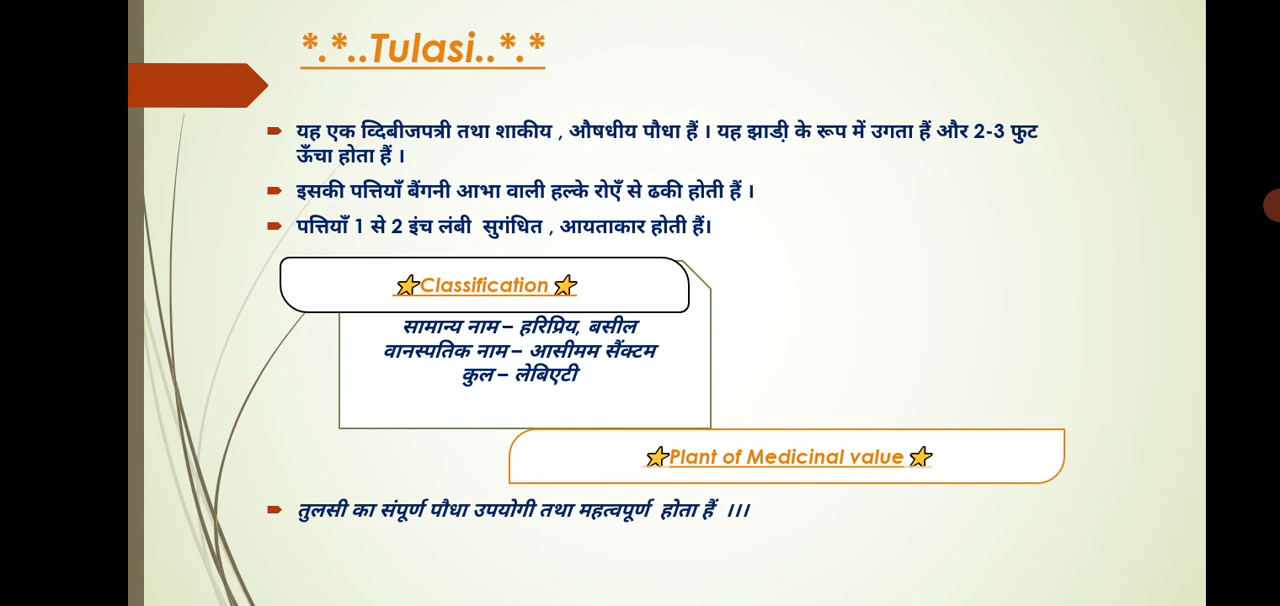 *.*..Tulasi..*.*
यह एक व्दिबीजपत्री तथा शाकीय , औषधीय पौधा हैं । यह झाडी़ के रूप में उगता हैं और 2-3 फुट
ऊँचा होता हैं ।
इसकी पत्तियाँ बैंगनी आभा वाली हल्के रोएँ से ढकी होती हैं ।
पत्तियाँ 1 से 2 इंच लंबी सुगंधित , आयताकार होती हैं।
⭐Classification⭐
सामान्य नाम – हरिप्रिय, बसील
वानस्पतिक नाम – आसीमम सैंक्टम
कुल – लेबिएटी
⭐Plant of Medicinal value⭐
तुलसी का संपूर्ण पौधा उपयोगी तथा महत्वपूर्ण होता हैं ।।।